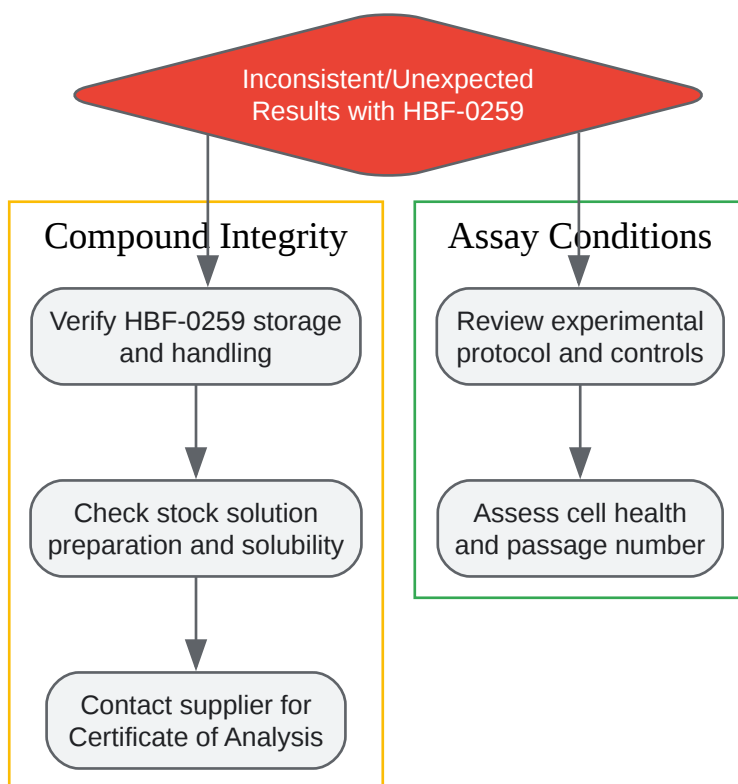 Inconsistent/Unexpected
Results with HBF-0259
Compound Integrity
Verify HBF-0259 storage
and handling
Check stock solution
preparation and solubility
Contact supplier for
Certificate of Analysis
Assay Conditions
Review experimental
protocol and controls
Assess cell health
and passage number